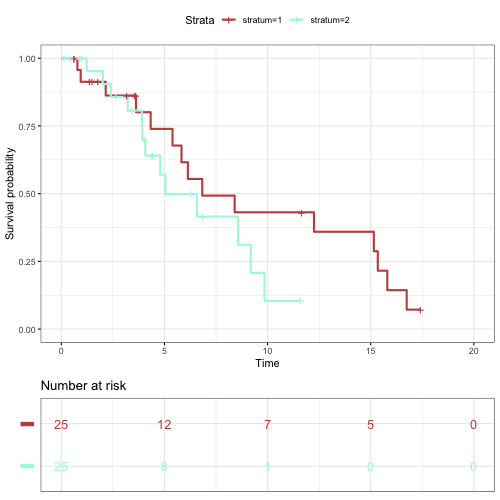 Strata stratum=1 stratum=2
1.00
0.75
0.50
0.25
0.00
Survival probability
0 5 10 15 20
Time
Number at risk
25 12 7 5 0
25 8 1 0 0